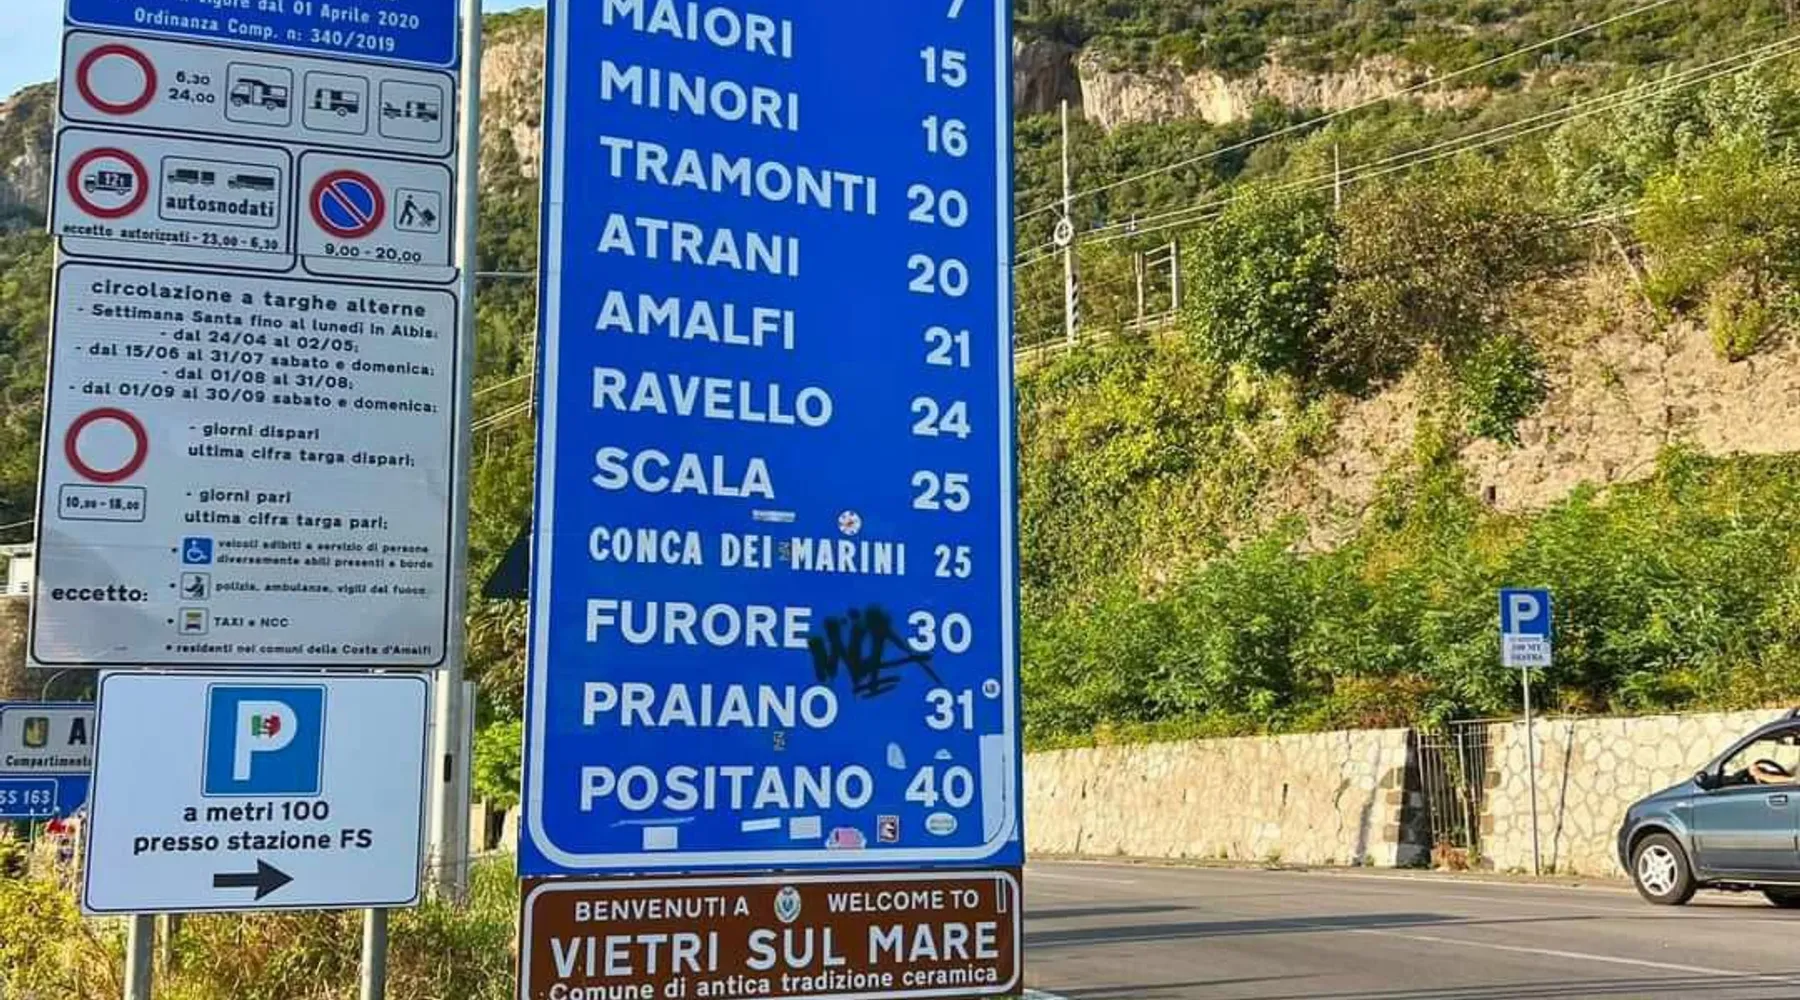 vigore dal 01 Aprile 2020
Ordinanza Comp. n: 340/2019
6,30
24,00
12t
autosnodati
eccetto autorizzati - 23,00 - 6,30
9,00 - 20,00
circolazione a targhe alterne
- Settimana Santa fino al lunedì in Albis;
- dal 24/04 al 02/05;
- dal 15/06 al 31/07 sabato e domenica;
- dal 01/08 al 31/08;
- dal 01/09 al 30/09 sabato e domenica;
- giorni dispari
ultima cifra targa dispari;
10,00 - 18,00
- giorni pari
ultima cifra targa pari;
eccetto:
• veicoli adibiti a servizio di persone
diversamente abili presenti a bordo
• polizia, ambulanze, vigili del fuoco
• TAXI e NCC
• residenti nei comuni della Costa d'Amalfi
P
a metri 100
presso stazione FS
A
Compartimento
SS 163
7
MAIORI 15
MINORI 16
TRAMONTI 20
ATRANI 20
AMALFI 21
RAVELLO 24
SCALA 25
CONCA DEI MARINI 25
FURORE 30
PRAIANO 31
POSITANO 40
BENVENUTI A WELCOME TO
VIETRI SUL MARE
Comune di antica tradizione ceramica
P
100 MT
DESTRA